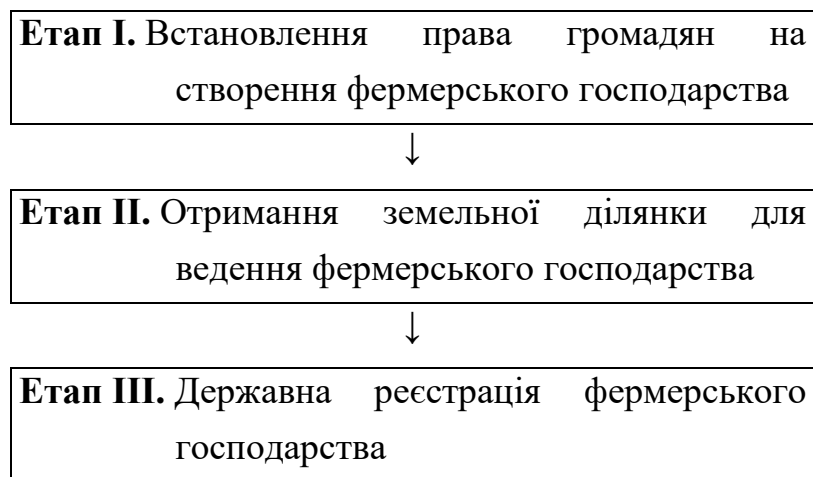 Етап І. Встановлення права громадян на
створення фермерського господарства
↓
Етап ІІ. Отримання земельної ділянки для
ведення фермерського господарства
↓
Етап ІІІ. Державна реєстрація фермерського
господарства